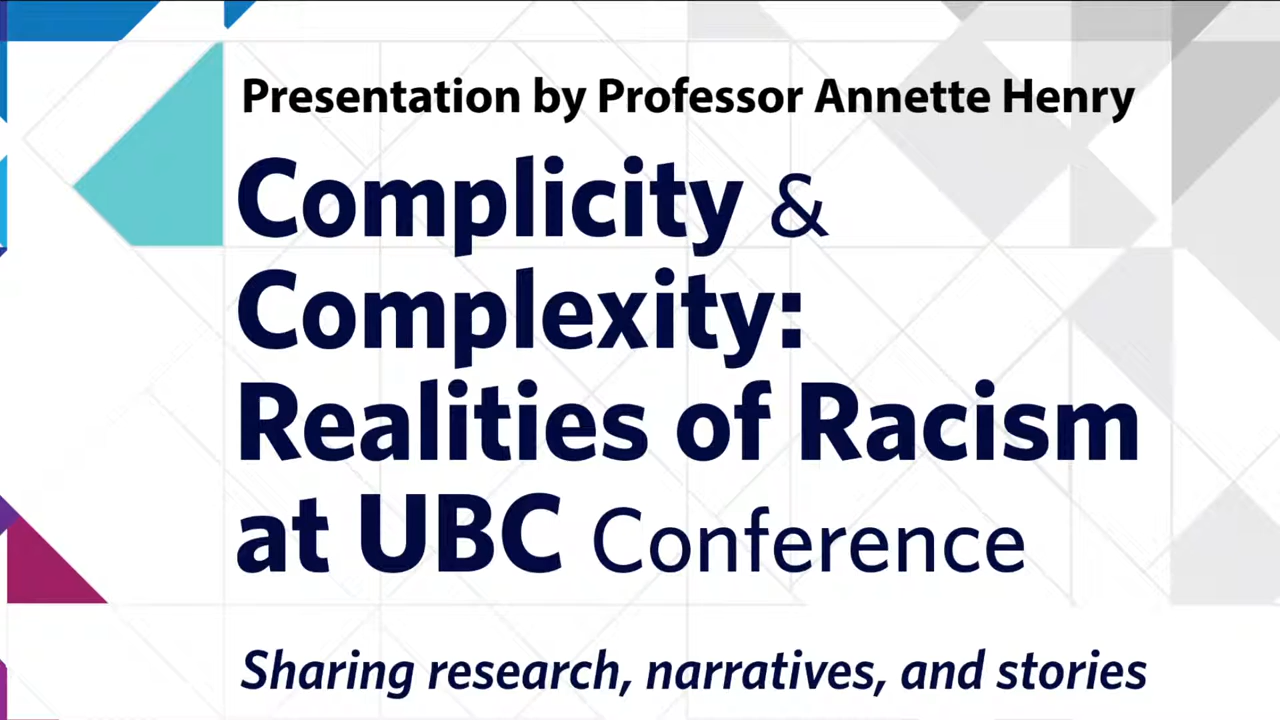 Presentation by Professor Annette Henry
Complicity &
Complexity:
Realities of Racism
at UBC Conference
Sharing research, narratives, and stories